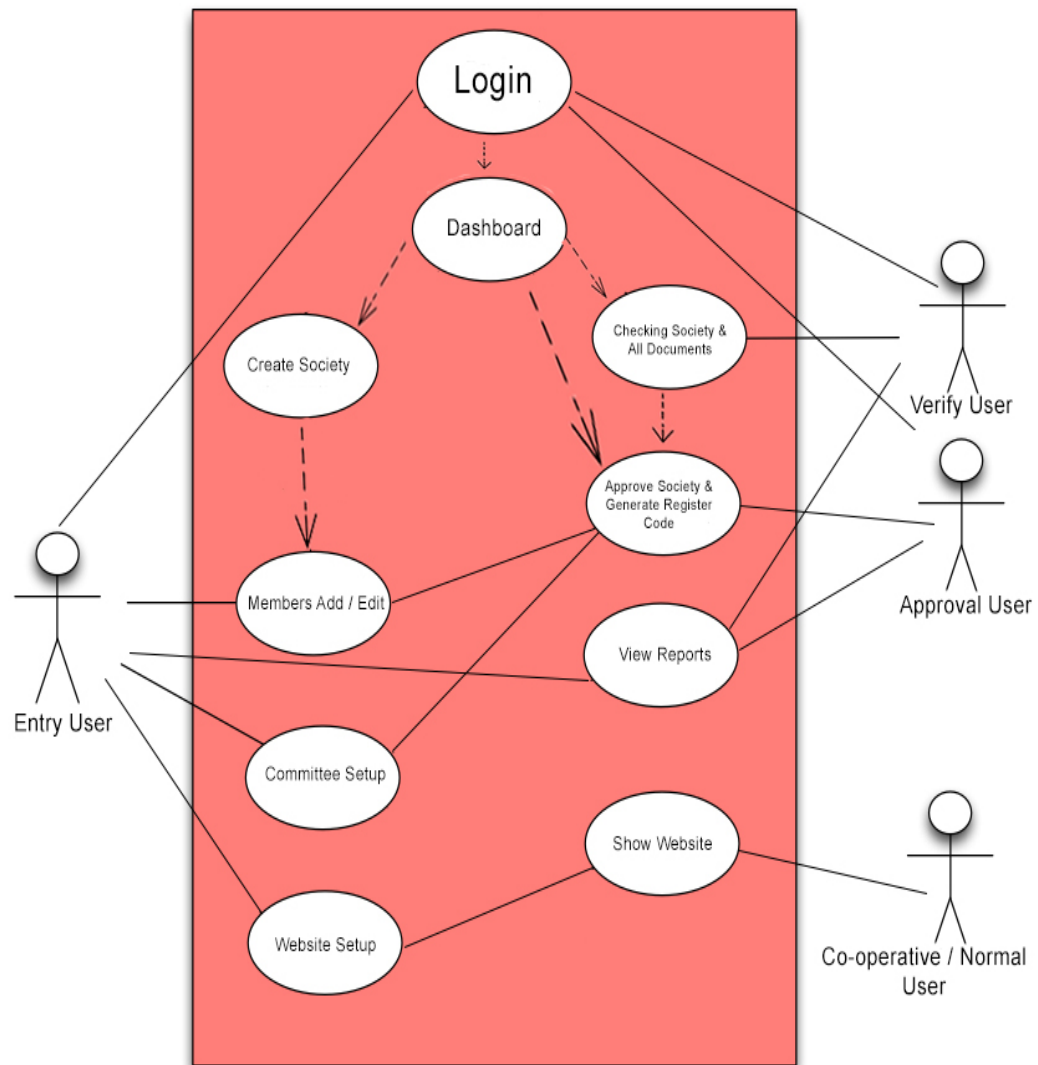 Login
Dashboard
Create Society
Checking Society &
All Documents
Verify User
Approve Society &
Generate Register
Code
Members Add / Edit
Approval User
View Reports
Entry User
Committee Setup
Show Website
Website Setup
Co-operative / Normal
User